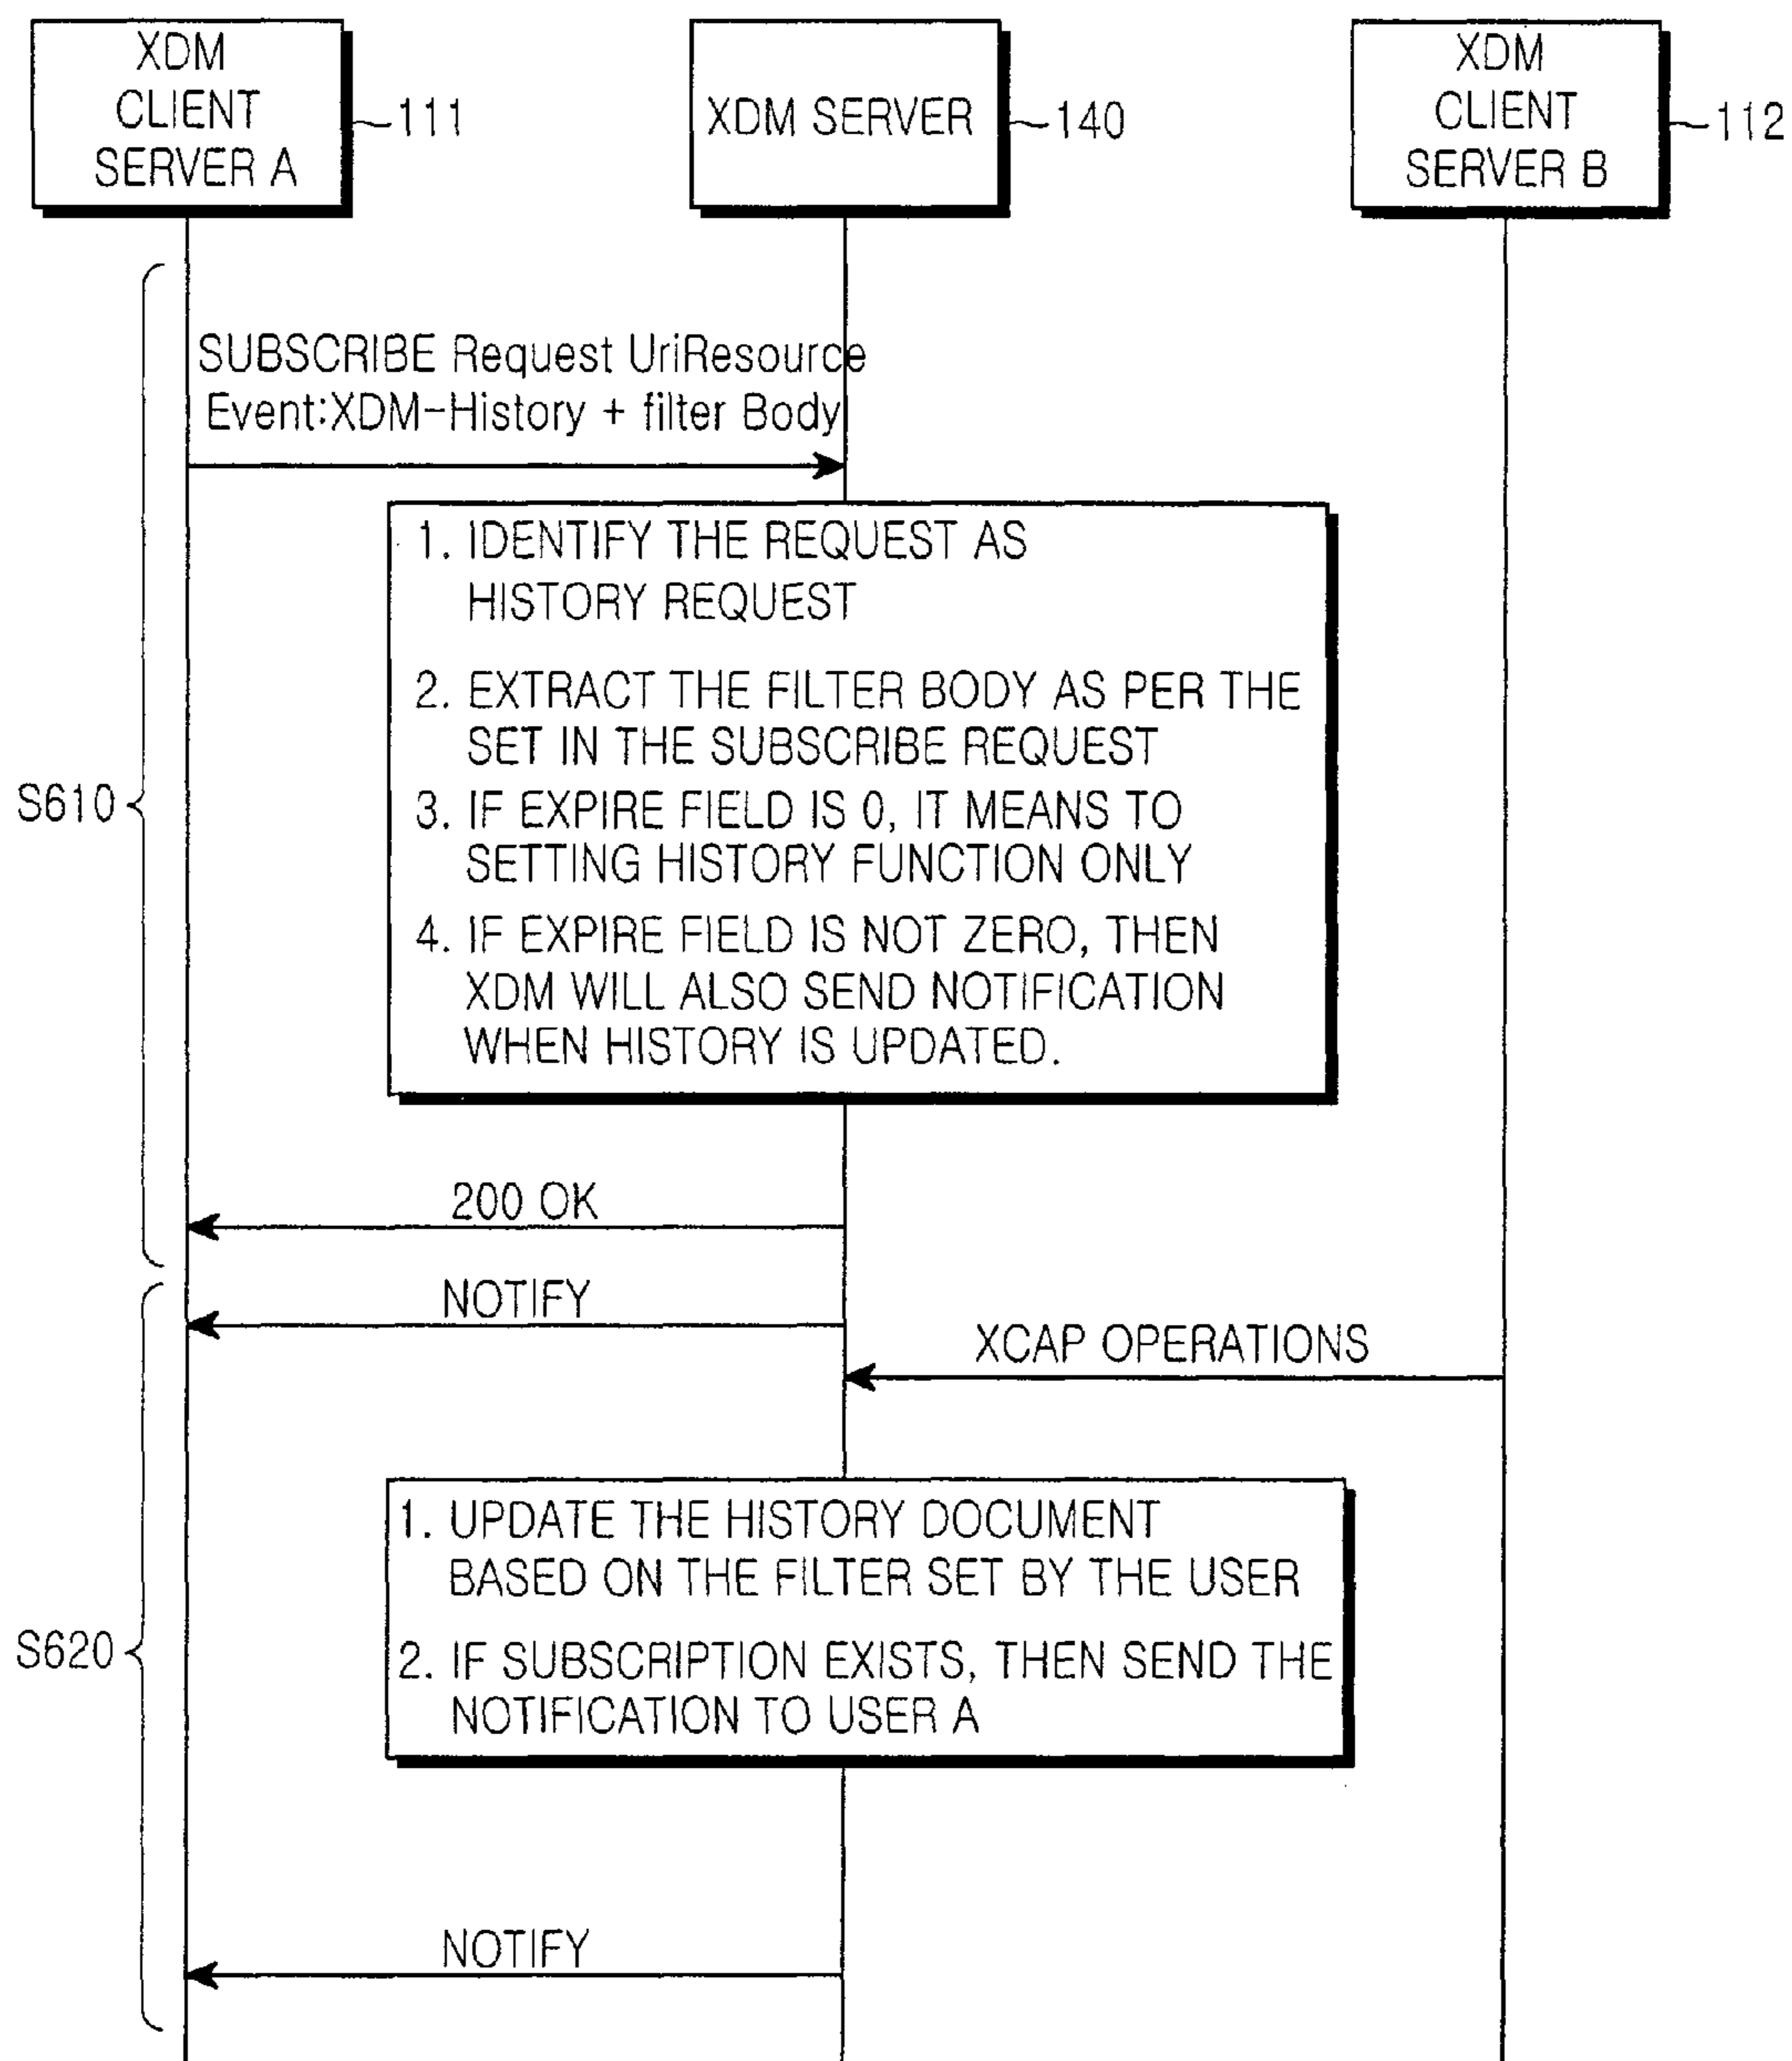 XDM
CLIENT
SERVER A
111
XDM SERVER
140
XDM
CLIENT
SERVER B
112
SUBSCRIBE Request UriResource
Event:XDM-History + filter Body
1. IDENTIFY THE REQUEST AS
HISTORY REQUEST
2. EXTRACT THE FILTER BODY AS PER THE
SET IN THE SUBSCRIBE REQUEST
3. IF EXPIRE FIELD IS 0, IT MEANS TO
SETTING HISTORY FUNCTION ONLY
4. IF EXPIRE FIELD IS NOT ZERO, THEN
XDM WILL ALSO SEND NOTIFICATION
WHEN HISTORY IS UPDATED.
S610
200 OK
NOTIFY
XCAP OPERATIONS
1. UPDATE THE HISTORY DOCUMENT
BASED ON THE FILTER SET BY THE USER
2. IF SUBSCRIPTION EXISTS, THEN SEND THE
NOTIFICATION TO USER A
S620
NOTIFY